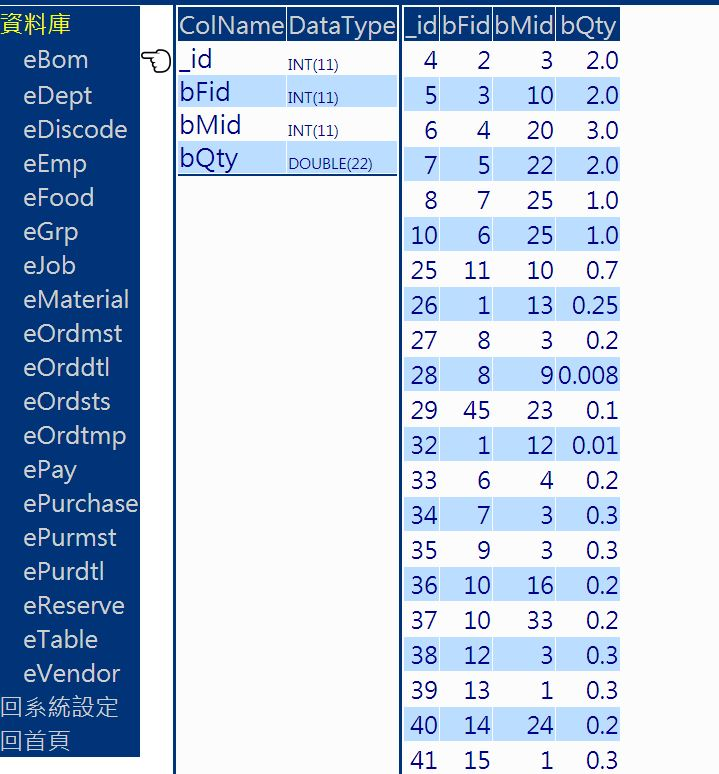 資料庫
eBom
eDept
eDiscode
eEmp
eFood
eGrp
eJob
eMaterial
eOrdmst
eOrddtl
eOrdsts
eOrdtmp
ePay
ePurchase
ePurmst
ePurdtl
eReserve
eTable
eVendor
回系統設定
回首頁
ColName DataType
_id INT(11)
bFid INT(11)
bMid INT(11)
bQty DOUBLE(22)
_id bFid bMid bQty
4 2 3 2.0
5 3 10 2.0
6 4 20 3.0
7 5 22 2.0
8 7 25 1.0
10 6 25 1.0
25 11 10 0.7
26 1 13 0.25
27 8 3 0.2
28 8 9 0.008
29 45 23 0.1
32 1 12 0.01
33 6 4 0.2
34 7 3 0.3
35 9 3 0.3
36 10 16 0.2
37 10 33 0.2
38 12 3 0.3
39 13 1 0.3
40 14 24 0.2
41 15 1 0.3